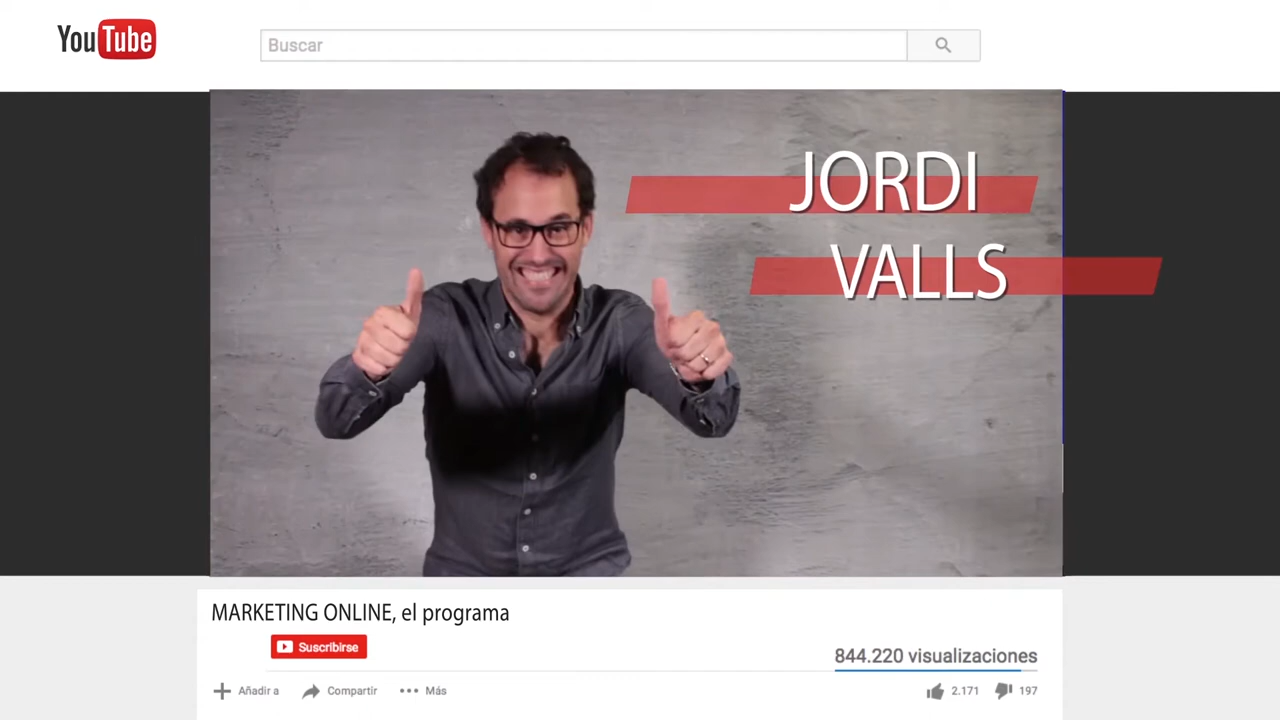 YouTube
Buscar
JORDI
VALLS
MARKETING ONLINE, el programa
Suscribirse
844.220 visualizaciones
Añadir a
Compartir
Más
2.171
197